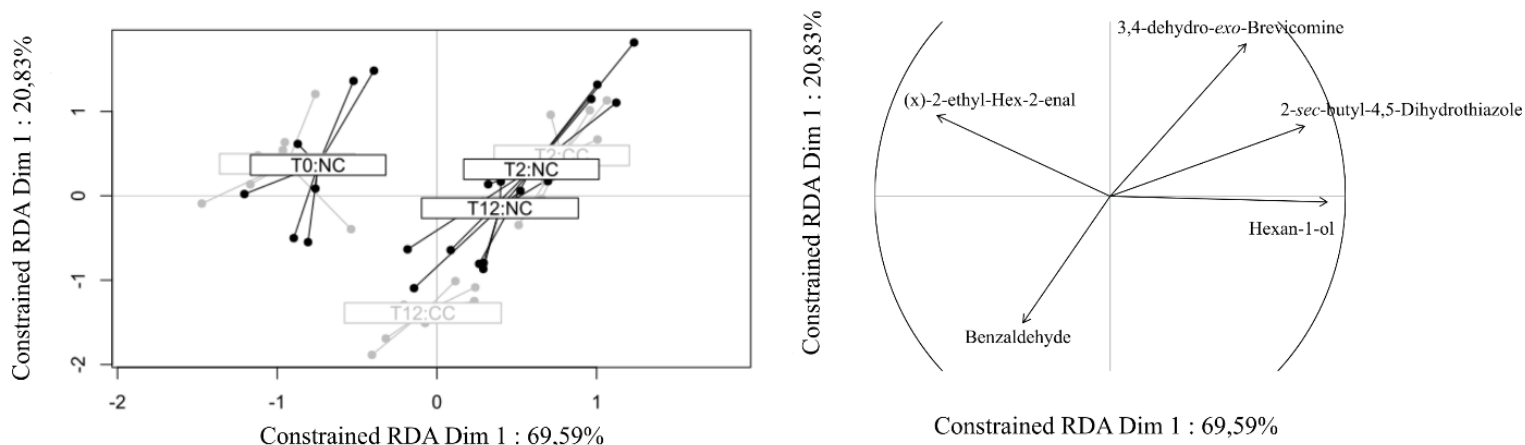 Constrained RDA Dim 1 : 20,83%
1
0
-1
-2
T0:NC
T2:CC
T2:NC
T12:NC
T12:CC
-2
-1
0
1
Constrained RDA Dim 1 : 69,59%
Constrained RDA Dim 1 : 20,83%
3,4-dehydro-exo-Brevicomine
(x)-2-ethyl-Hex-2-enal
2-sec-butyl-4,5-Dihydrothiazole
Hexan-1-ol
Benzaldehyde
Constrained RDA Dim 1 : 69,59%